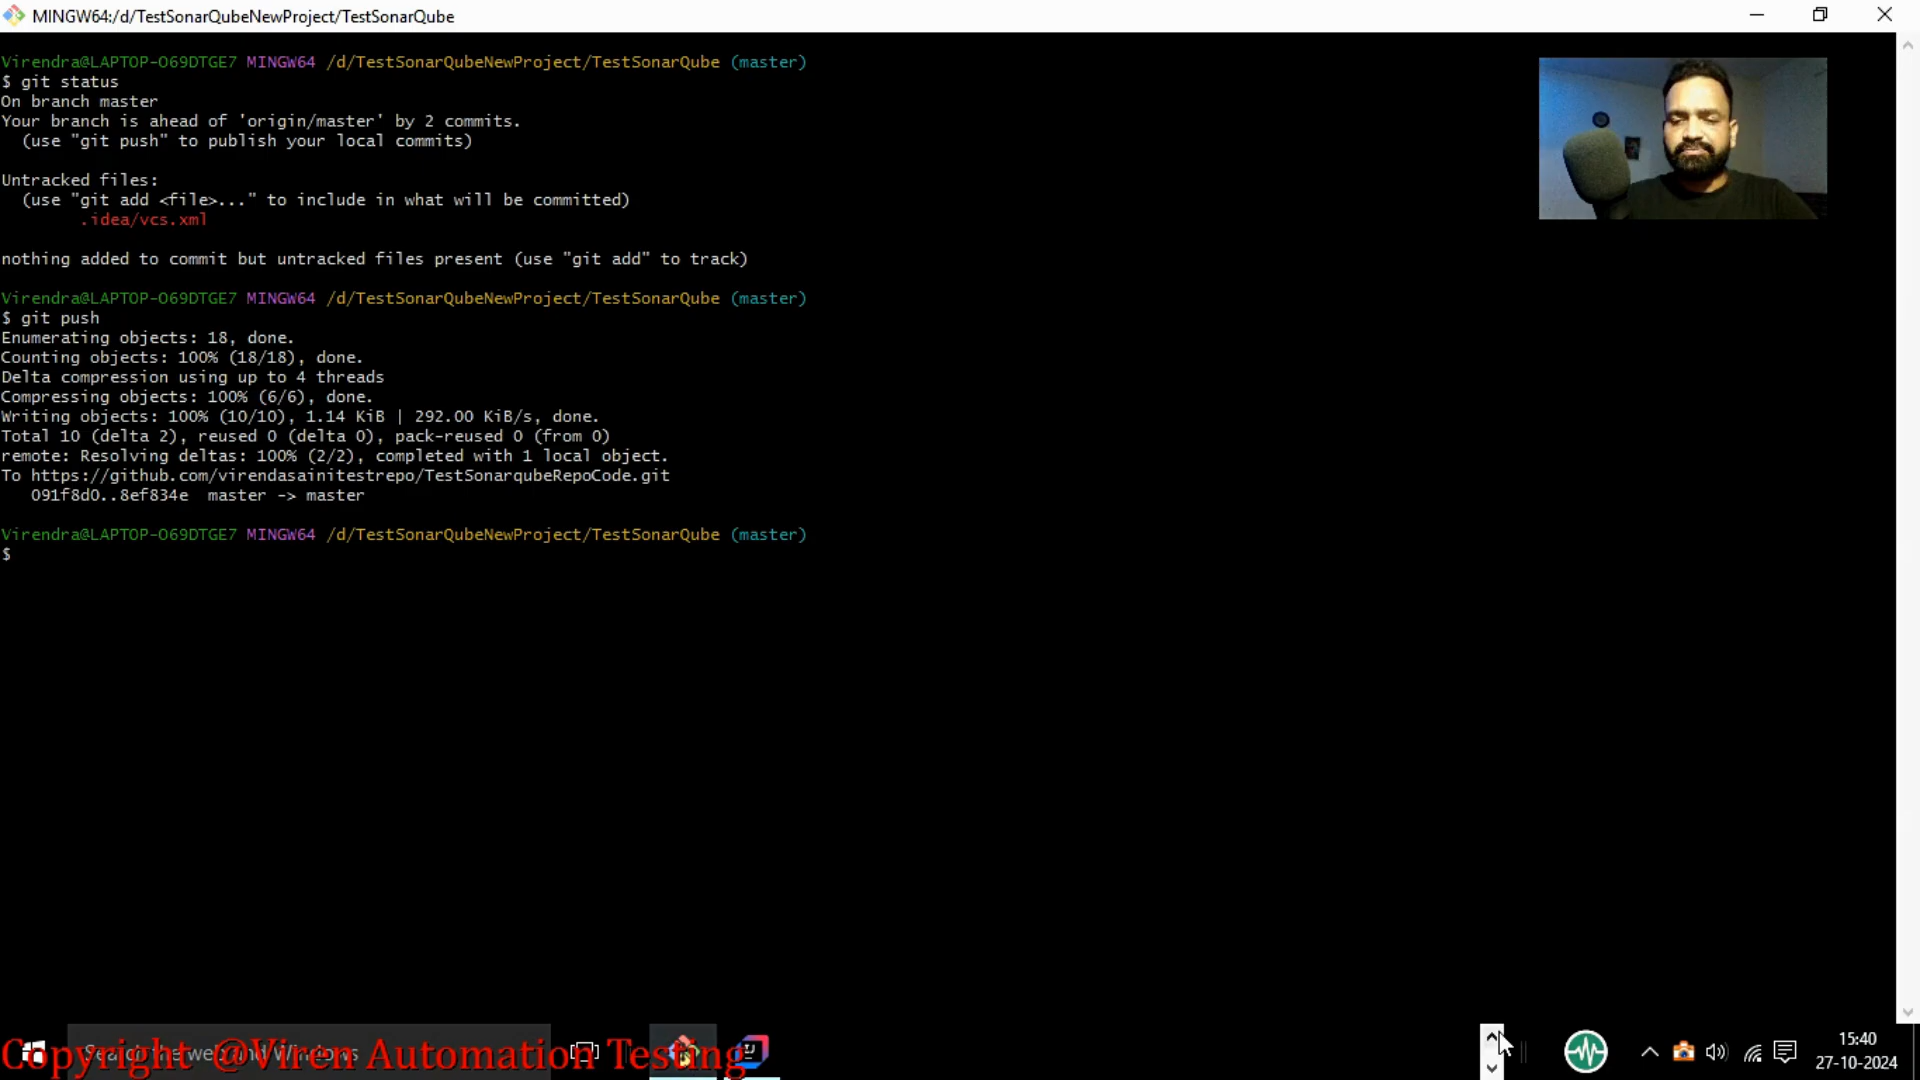 MINGW64:/d/TestSonarQubeNewProject/TestSonarQube
Virendra@LAPTOP-O69DTGE7 MINGW64 /d/TestSonarQubeNewProject/TestSonarQube (master)
$ git status
On branch master
Your branch is ahead of 'origin/master' by 2 commits.
(use "git push" to publish your local commits)
Untracked files:
(use "git add <file>..." to include in what will be committed)
.idea/vcs.xml
nothing added to commit but untracked files present (use "git add" to track)
Virendra@LAPTOP-O69DTGE7 MINGW64 /d/TestSonarQubeNewProject/TestSonarQube (master)
$ git push
Enumerating objects: 18, done.
Counting objects: 100% (18/18), done.
Delta compression using up to 4 threads
Compressing objects: 100% (6/6), done.
Writing objects: 100% (10/10), 1.14 KiB | 292.00 KiB/s, done.
Total 10 (delta 2), reused 0 (delta 0), pack-reused 0 (from 0)
remote: Resolving deltas: 100% (2/2), completed with 1 local object.
To https://github.com/virendasainitestrepo/TestSonarqubeRepoCode.git
091f8d0..8ef834e master -> master
Virendra@LAPTOP-O69DTGE7 MINGW64 /d/TestSonarQubeNewProject/TestSonarQube (master)
$
Search the web and Windows
Copyright @Viren Automation Testing
15:40
27-10-2024